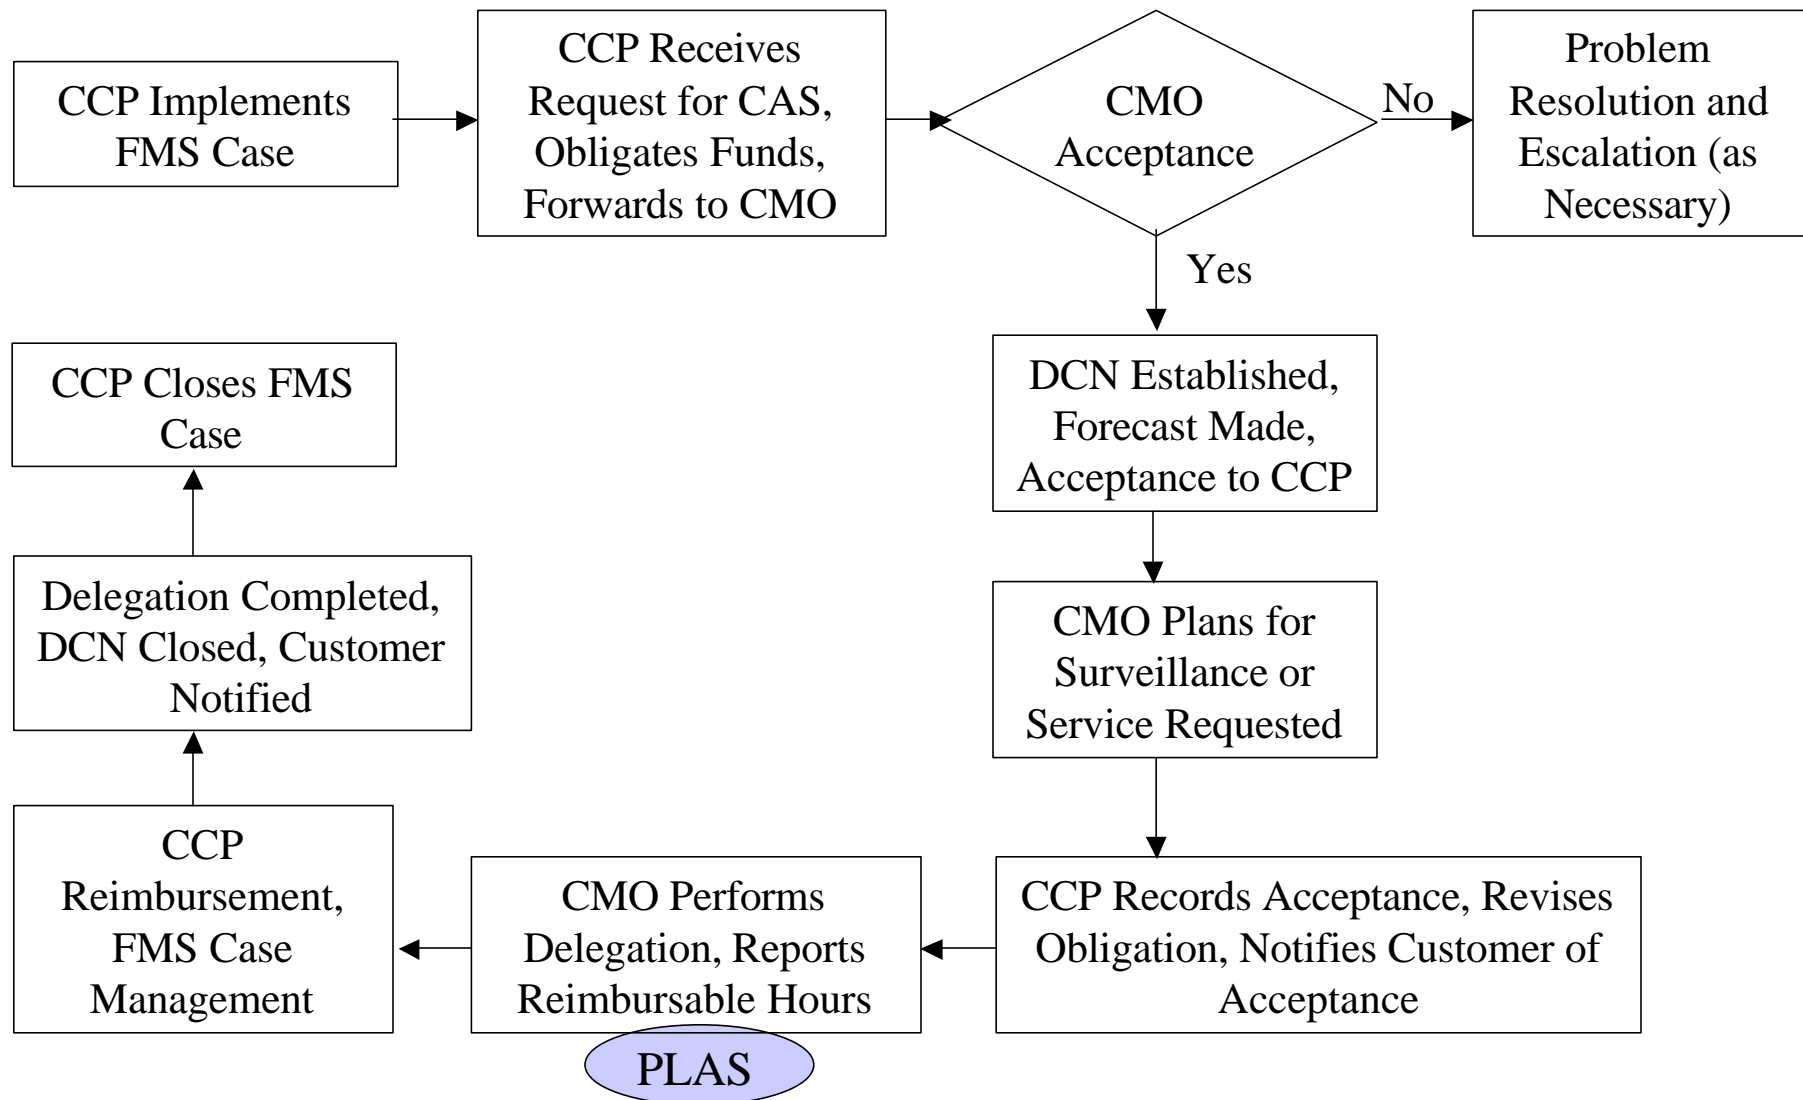 CCP Implements
FMS Case
CCP Receives
Request for CAS,
Obligates Funds,
Forwards to CMO
CMO
Acceptance
No
Problem
Resolution and
Escalation (as
Necessary)
Yes
DCN Established,
Forecast Made,
Acceptance to CCP
CMO Plans for
Surveillance or
Service Requested
CCP Records Acceptance, Revises
Obligation, Notifies Customer of
Acceptance
CMO Performs
Delegation, Reports
Reimbursable Hours
PLAS
CCP
Reimbursement,
FMS Case
Management
Delegation Completed,
DCN Closed, Customer
Notified
CCP Closes FMS
Case